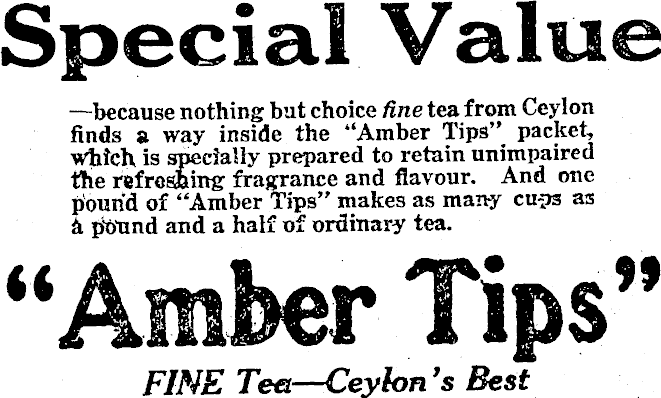 Special Value
—because nothing but choice fine tea from Ceylon
finds a way inside the "Amber Tips" packet,
which is specially prepared to retain unimpaired
the refreshing fragrance and flavour. And one
pound of "Amber Tips" makes as many cups as
a pound and a half of ordinary tea.
"Amber Tips"
FINE Tea—Ceylon's Best